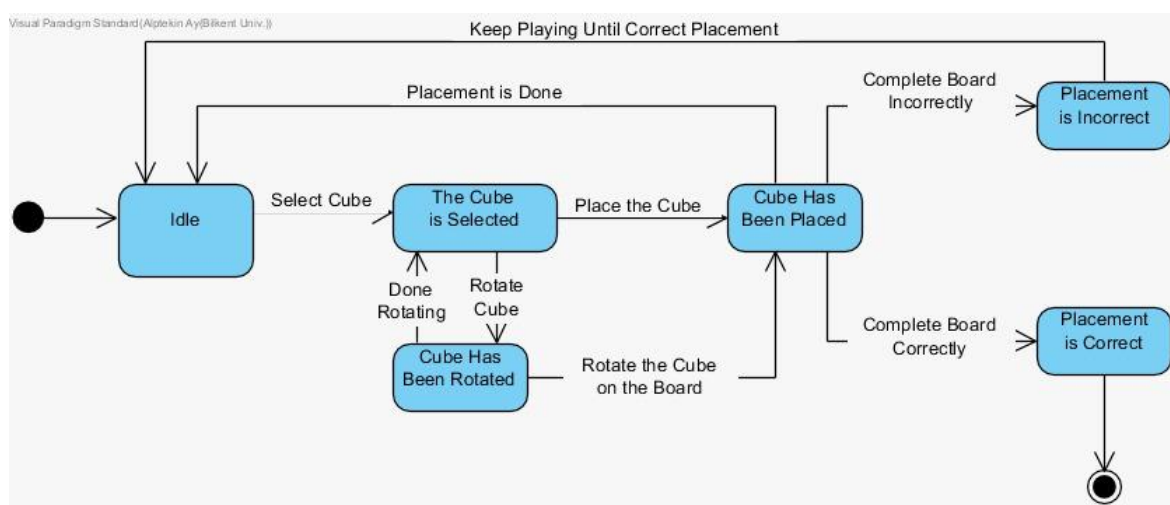 Visual Paradigm Standard(Alptekin Ay(Bilkent Univ.))
Keep Playing Until Correct Placement
Placement is Done
Complete Board
Incorrectly
Placement
is Incorrect
Idle
Select Cube
The Cube
is Selected
Place the Cube
Cube Has
Been Placed
Done
Rotating
Rotate
Cube
Cube Has
Been Rotated
Rotate the Cube
on the Board
Complete Board
Correctly
Placement
is Correct